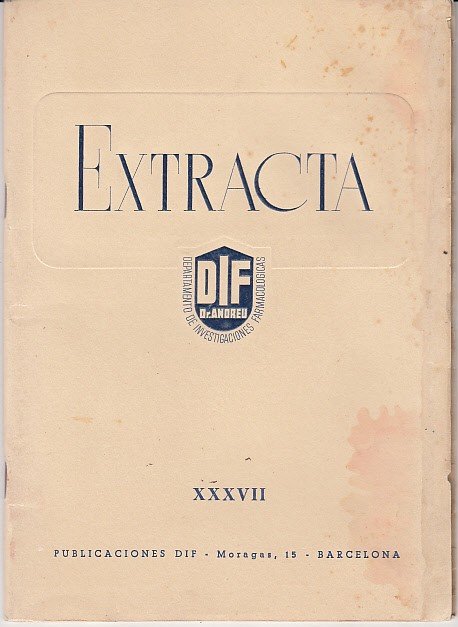 EXTRACTA
DIF
Dr. ANDREU
DEPARTAMENTO DE INVESTIGACIONES FARMACOLOGICAS
XXXVII
PUBLICACIONES DIF - Moragas, 15 - BARCELONA